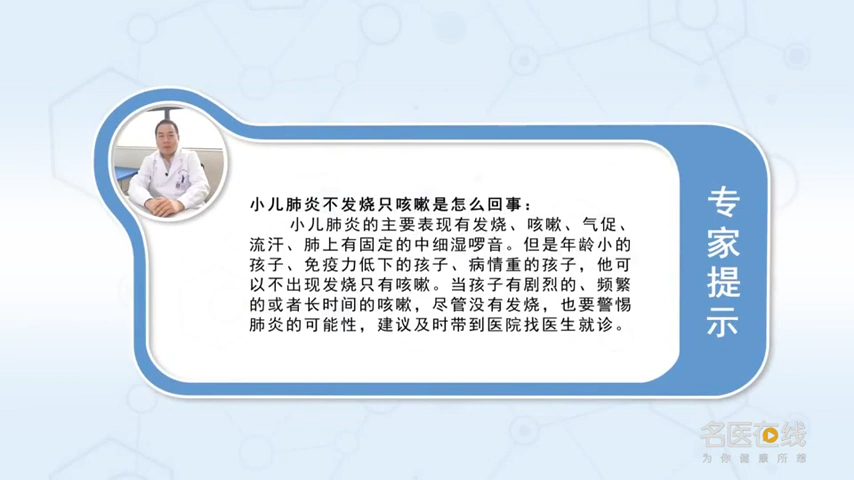 小儿肺炎不发烧只咳嗽是怎么回事：
小儿肺炎的主要表现有发烧、咳嗽、气促、
流汗、肺上有固定的中细湿啰音。但是年龄小的
孩子、免疫力低下的孩子、病情重的孩子，他可
以不出现发烧只有咳嗽。当孩子有剧烈的、频繁
的或者长时间的咳嗽，尽管没有发烧，也要警惕
肺炎的可能性，建议及时带到医院找医生就诊。
专家提示
名医在线
为你健康所想